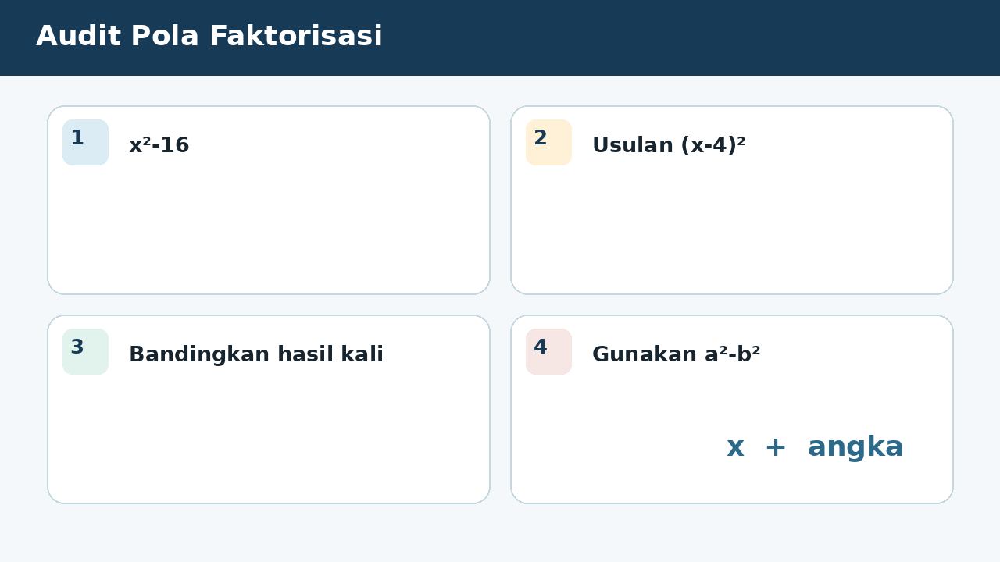 Audit Pola Faktorisasi
1
x²-16
2
Usulan (x-4)²
3
Bandingkan hasil kali
4
Gunakan a²-b²
x + angka